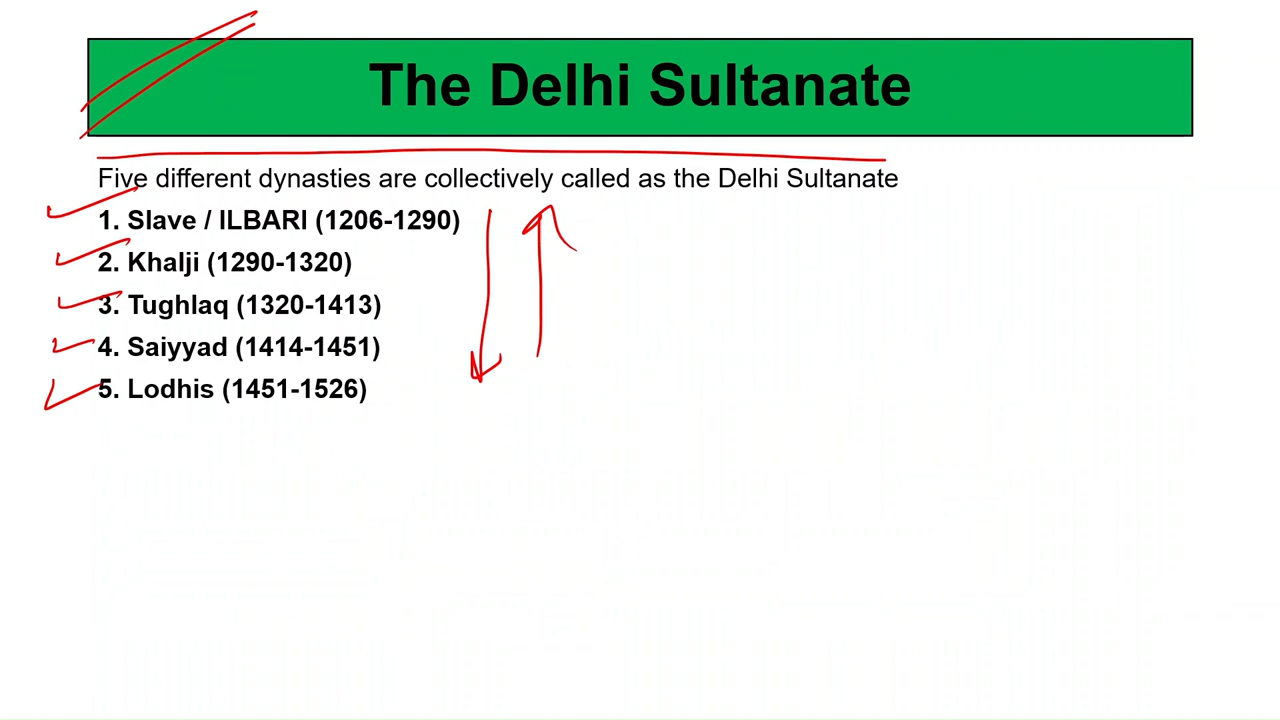 The Delhi Sultanate
Five different dynasties are collectively called as the Delhi Sultanate
1. Slave / ILBARI (1206-1290)
2. Khalji (1290-1320)
3. Tughlaq (1320-1413)
4. Saiyyad (1414-1451)
5. Lodhis (1451-1526)